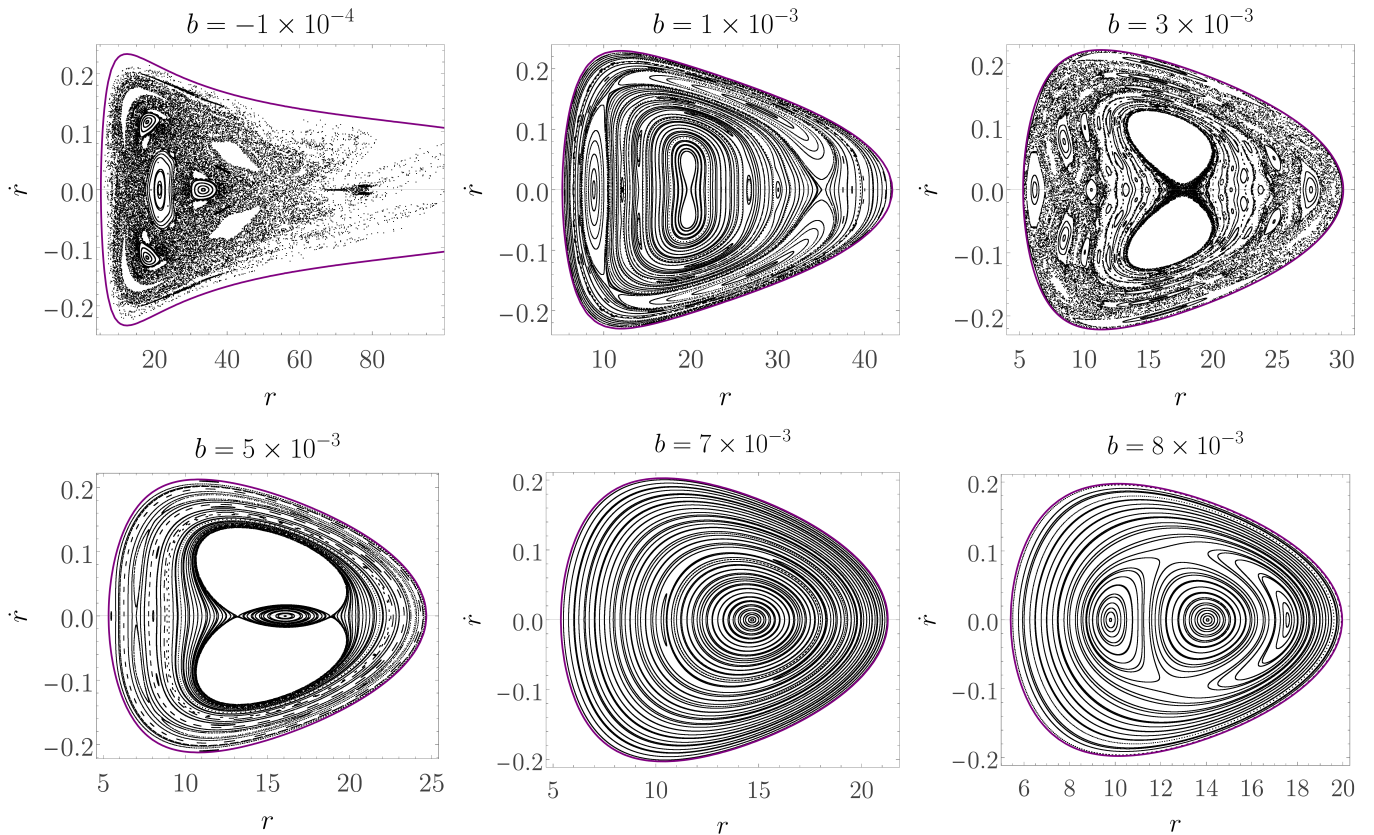 b = −1 × 10⁻⁴
b = 1 × 10⁻³
b = 3 × 10⁻³
0.2
0.1
0.0
−0.1
−0.2
ṙ
20 40 60 80
r
0.2
0.1
0.0
−0.1
−0.2
ṙ
10 20 30 40
r
0.2
0.1
0.0
−0.1
−0.2
ṙ
5 10 15 20 25 30
r
b = 5 × 10⁻³
b = 7 × 10⁻³
b = 8 × 10⁻³
0.2
0.1
0.0
−0.1
−0.2
ṙ
5 10 15 20 25
r
0.2
0.1
0.0
−0.1
−0.2
ṙ
5 10 15 20
r
0.2
0.1
0.0
−0.1
−0.2
ṙ
6 8 10 12 14 16 18 20
r